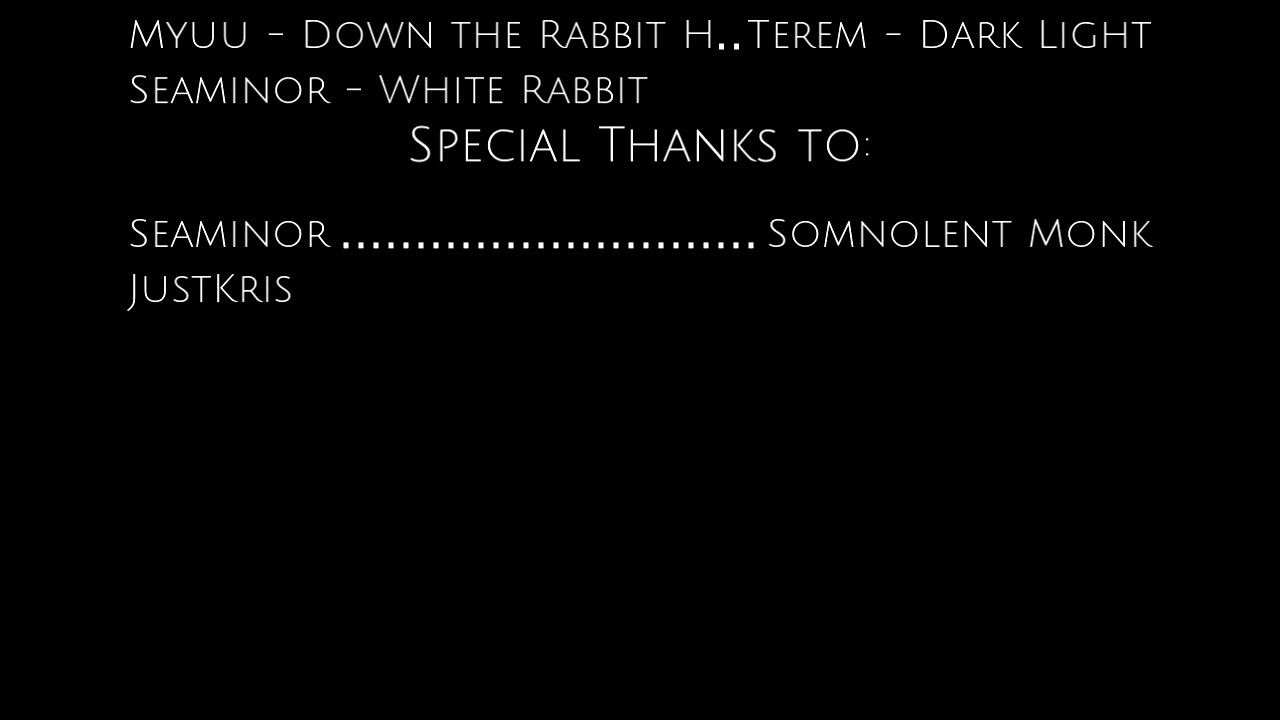 Myuu - Down the Rabbit H..Terem - Dark Light
Seaminor - White Rabbit
Special Thanks to:
Seaminor ............................ Somnolent Monk
JustKris